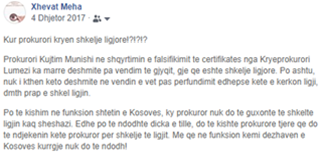 Xhevat Meha
4 Dhjetor 2017
Kur prokurori kryen shkelje ligjore!?!?!?
Prokurori Kujtim Munishi ne shqyrtimin e falsifikimit te certifikates nga Kryeprokurori
Lumezi ka marre deshmite pa vendim te gjyqit, gje qe eshte shkelje ligjore. Po ashtu,
nuk i kthen keto deshmite ne vendin e vet pas perfundimit edhepse kete e kerkon ligji,
dmth prap e shkel ligjin.
Po te kishim ne funksion shtetin e Kosoves, ky prokuror nuk do te guxonte te shkelte
ligjin kaq sheshazi. Edhe po te ndodhte dicka e tille, do te kishte prokurore tjere qe do
te ndjekenin kete prokuror per shkelje te ligjit. Me qe ne funksion kemi dezhaven e
Kosoves kurrgje nuk do te ndodh!